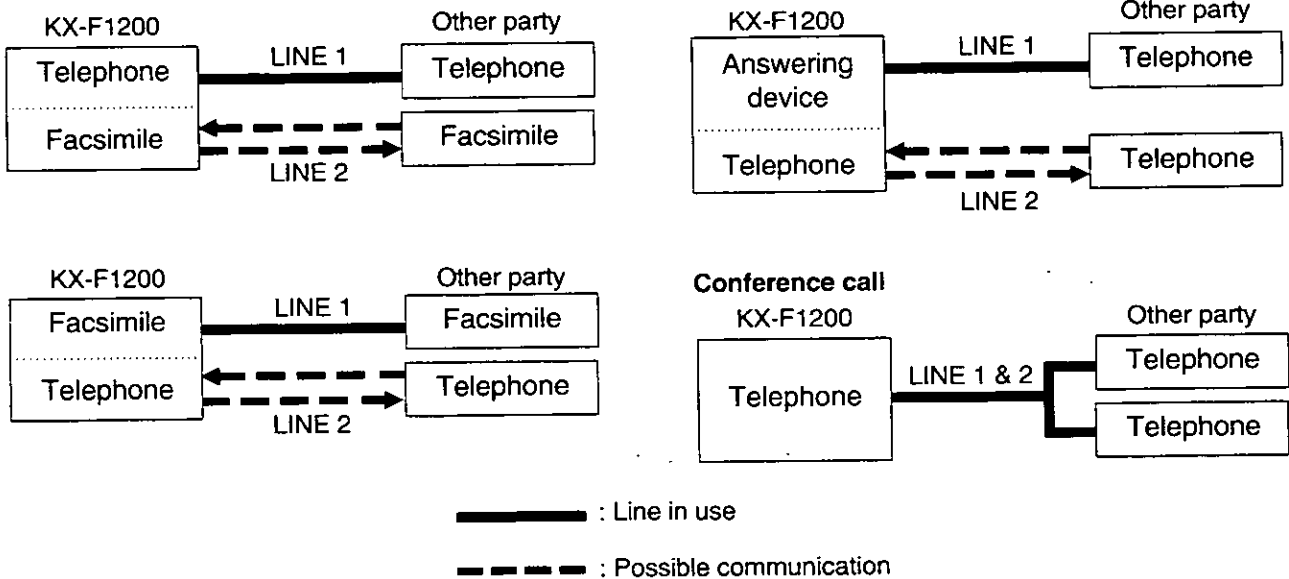 KX-F1200
Other party
LINE 1
Telephone
Telephone
Facsimile
Facsimile
LINE 2
KX-F1200
Other party
LINE 1
Answering
device
Telephone
Telephone
Telephone
LINE 2
KX-F1200
Other party
LINE 1
Facsimile
Facsimile
Telephone
Telephone
LINE 2
Conference call
KX-F1200
Other party
Telephone
LINE 1 & 2
Telephone
Telephone
: Line in use
: Possible communication